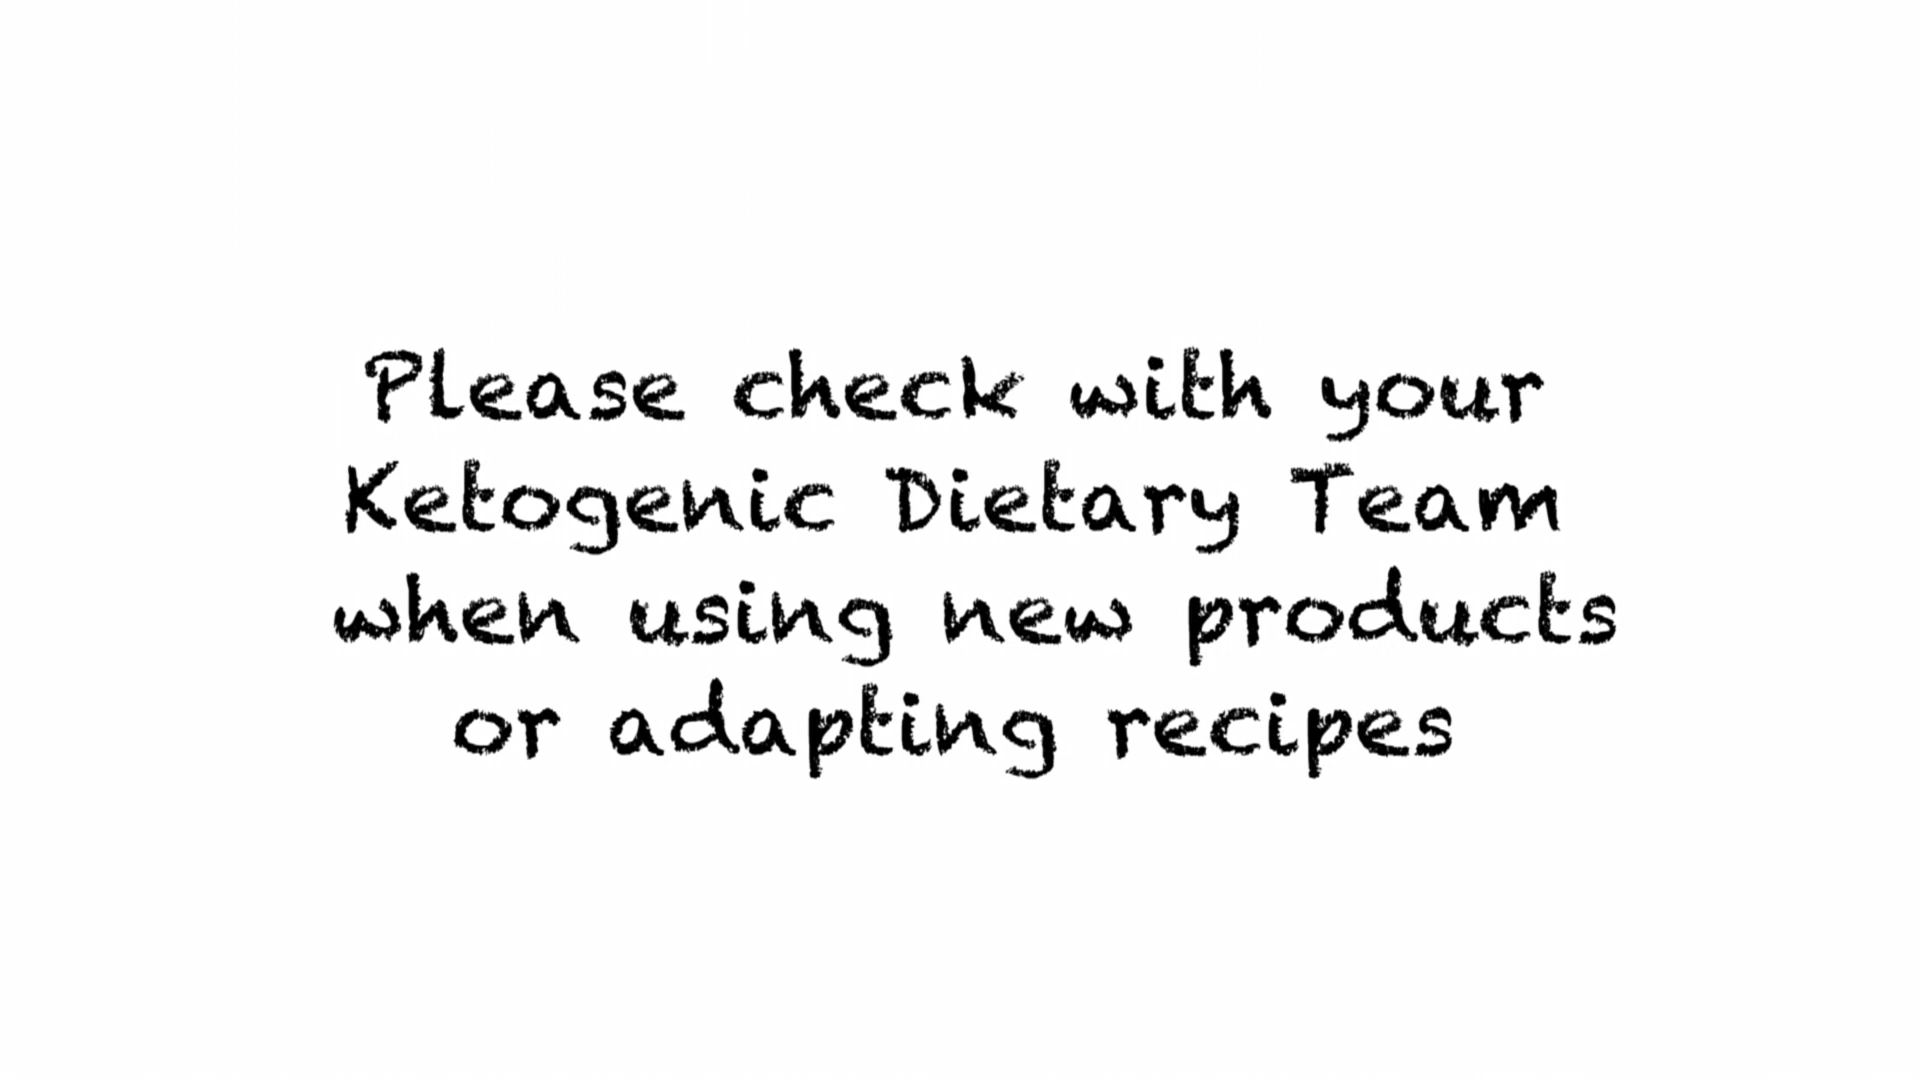 Please check with your
Ketogenic Dietary Team
when using new products
or adapting recipes